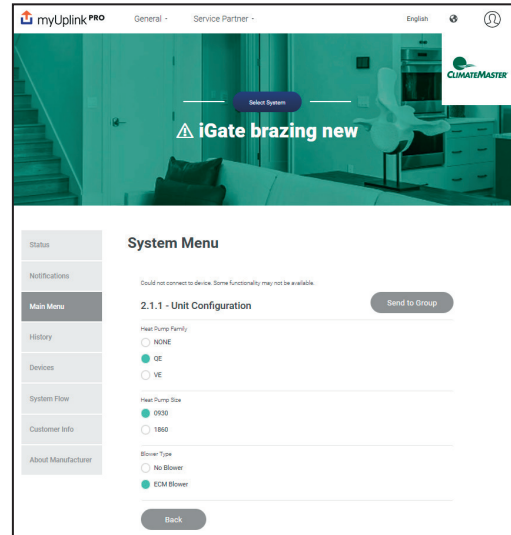 myUplink PRO
General -
Service Partner -
English
CLIMATEMASTER
Select System
iGate brazing new
Status
Notifications
Main Menu
History
Devices
System Flow
Customer Info
About Manufacturer
System Menu
Could not connect to device. Some functionality may not be available.
2.1.1 - Unit Configuration
Send to Group
Heat Pump Family
NONE
QE
VE
Heat Pump Size
0930
1860
Blower Type
No Blower
ECM Blower
Back